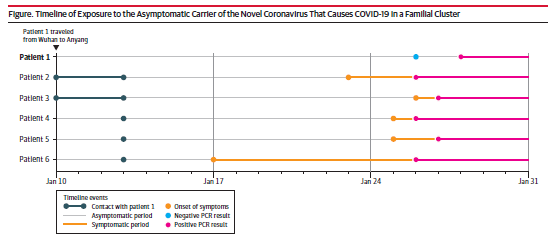 Figure. Timeline of Exposure to the Asymptomatic Carrier of the Novel Coronavirus That Causes COVID-19 in a Familial Cluster
Patient 1 traveled
from Wuhan to Anyang
Patient 1
Patient 2
Patient 3
Patient 4
Patient 5
Patient 6
Jan 10
Jan 17
Jan 24
Jan 31
Timeline events
Contact with patient 1
Asymptomatic period
Symptomatic period
Onset of symptoms
Negative PCR result
Positive PCR result